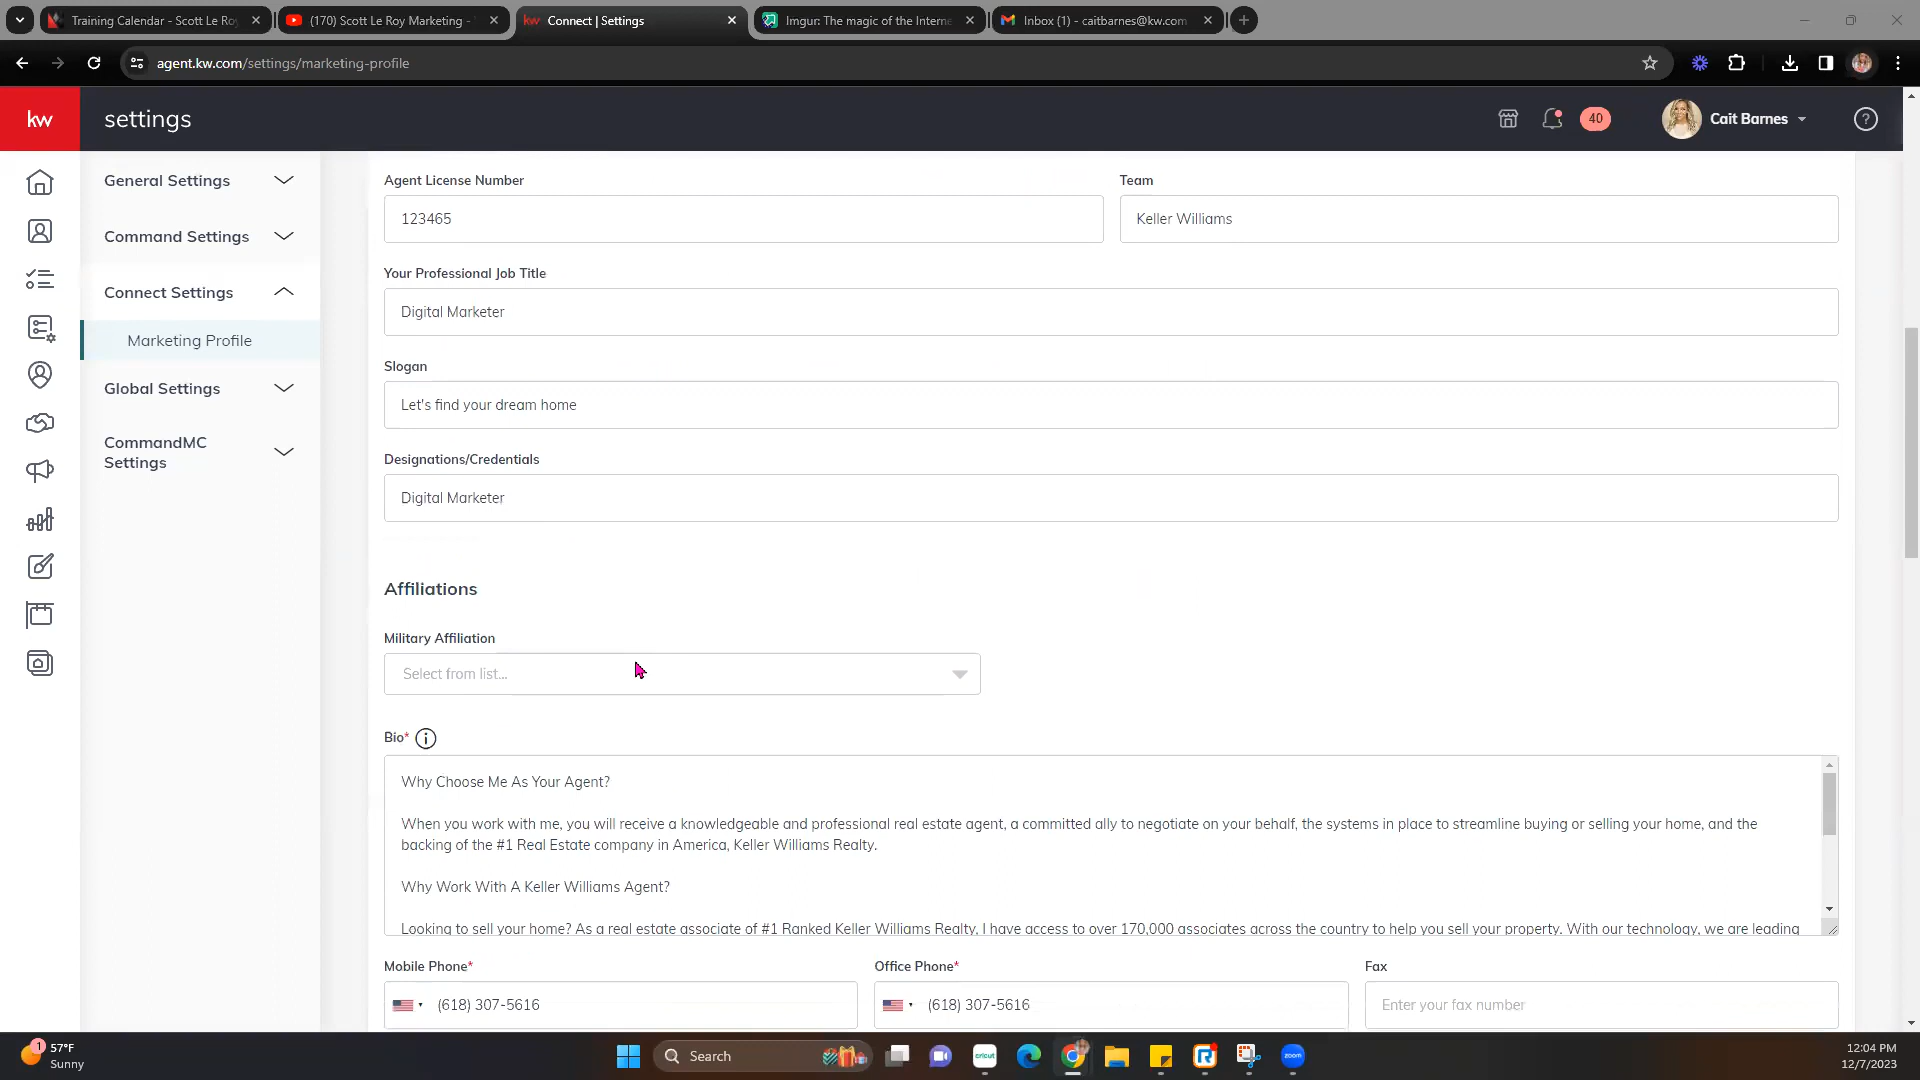 Training Calendar - Scott Le Ro
(170) Scott Le Roy Marketing -
kw Connect | Settings
Imgur: The magic of the Interne
Inbox (1) - caitbarnes@kw.com
agent.kw.com/settings/marketing-profile
kw
settings
40
Cait Barnes
General Settings
Command Settings
Connect Settings
Marketing Profile
Global Settings
CommandMC
Settings
Agent License Number
Team
123465
Keller Williams
Your Professional Job Title
Digital Marketer
Slogan
Let's find your dream home
Designations/Credentials
Digital Marketer
Affiliations
Military Affiliation
Select from list...
Bio*
Why Choose Me As Your Agent?
When you work with me, you will receive a knowledgeable and professional real estate agent, a committed ally to negotiate on your behalf, the systems in place to streamline buying or selling your home, and the
backing of the #1 Real Estate company in America, Keller Williams Realty.
Why Work With A Keller Williams Agent?
Looking to sell your home? As a real estate associate of #1 Ranked Keller Williams Realty, I have access to over 170,000 associates across the country to help you sell your property. With our technology, we are leading
Mobile Phone*
Office Phone*
Fax
(618) 307-5616
(618) 307-5616
Enter your fax number
1
57°F
Sunny
Search
cricut
zoom
12:04 PM
12/7/2023